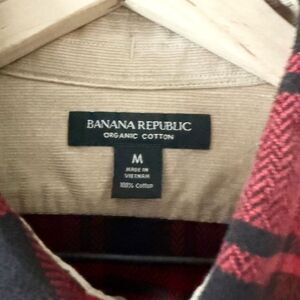 BANANA REPUBLIC
ORGANIC COTTON
M
MADE IN
VIETNAM
100% Cotton